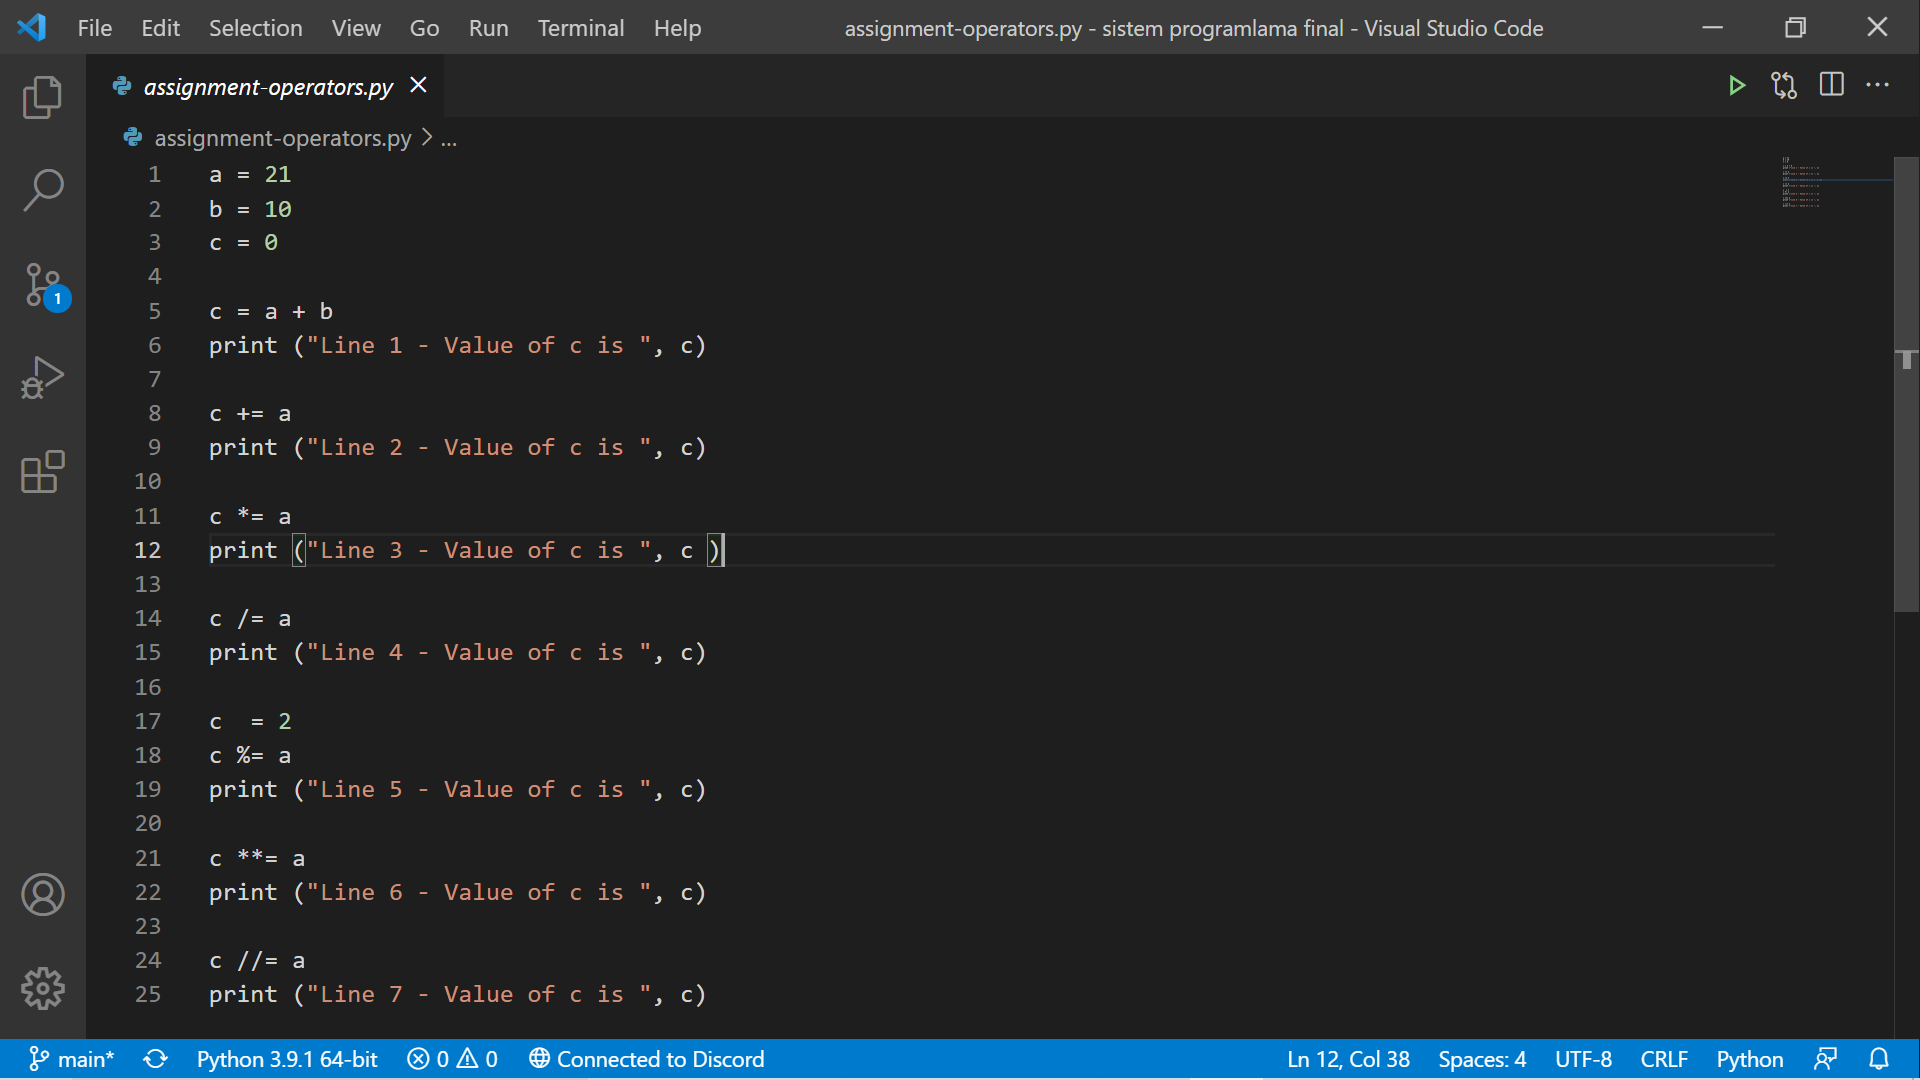 File Edit Selection View Go Run Terminal Help assignment-operators.py - sistem programlama final - Visual Studio Code
assignment-operators.py
assignment-operators.py > ...
1 a = 21
2 b = 10
3 c = 0
4
5 c = a + b
6 print ("Line 1 - Value of c is ", c)
7
8 c += a
9 print ("Line 2 - Value of c is ", c)
10
11 c *= a
12 print ("Line 3 - Value of c is ", c )
13
14 c /= a
15 print ("Line 4 - Value of c is ", c)
16
17 c  = 2
18 c %= a
19 print ("Line 5 - Value of c is ", c)
20
21 c **= a
22 print ("Line 6 - Value of c is ", c)
23
24 c //= a
25 print ("Line 7 - Value of c is ", c)
1
main* Python 3.9.1 64-bit 0 0 Connected to Discord Ln 12, Col 38 Spaces: 4 UTF-8 CRLF Python